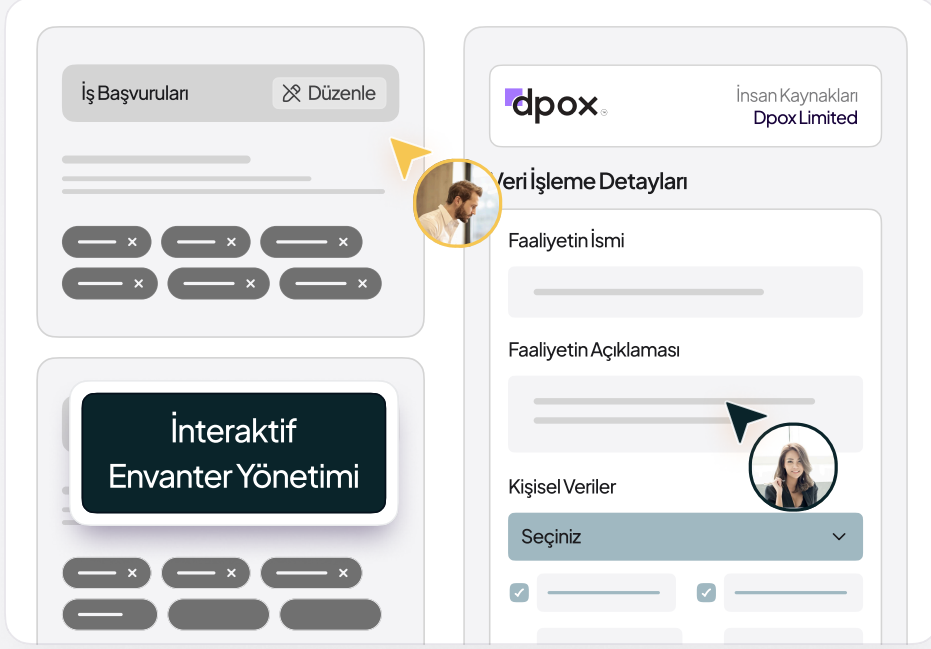 İş Başvuruları
Düzenle
İnteraktif
Envanter Yönetimi
dpox
İnsan Kaynakları
Dpox Limited
Veri İşleme Detayları
Faaliyetin İsmi
Faaliyetin Açıklaması
Kişisel Veriler
Seçiniz